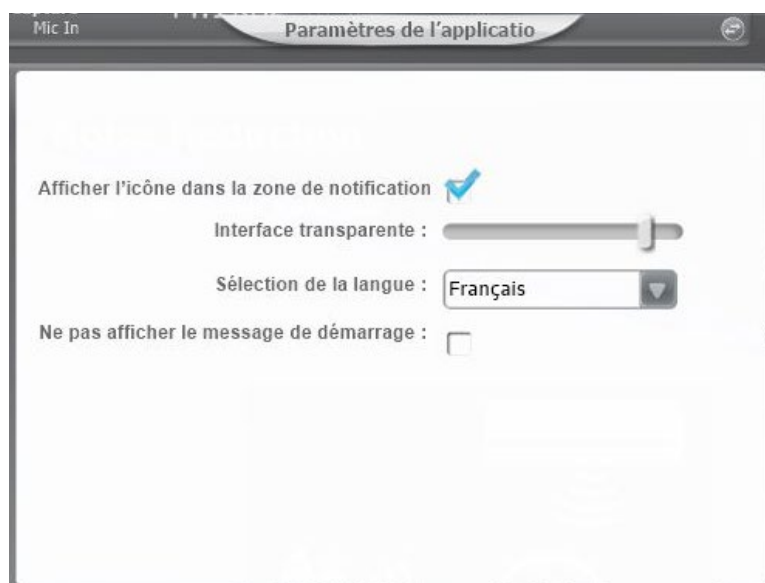 Mic In
Paramètres de l'applicatio
Afficher l'icône dans la zone de notification
Interface transparente :
Sélection de la langue :
Français
Ne pas afficher le message de démarrage :